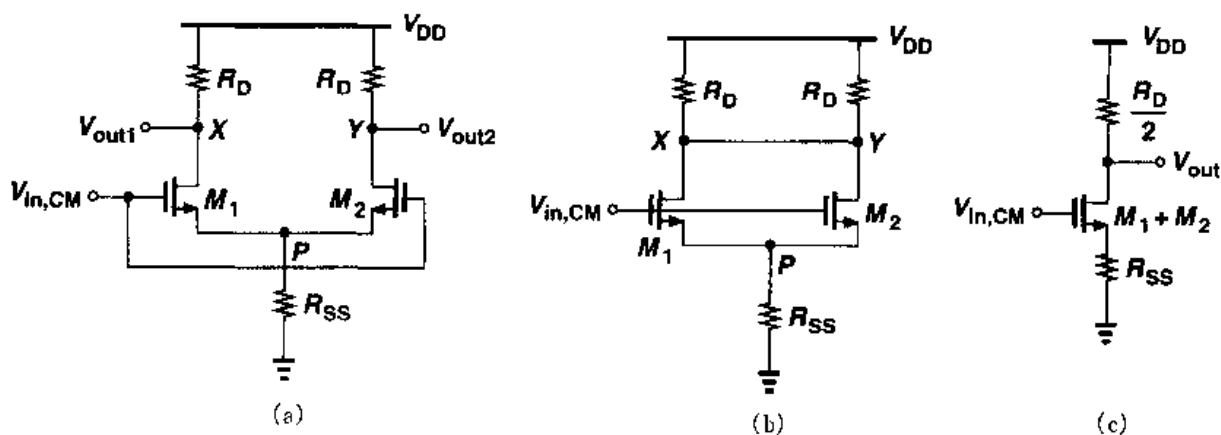 V_DD
R_D
R_D
V_out1
X
Y
V_out2
V_in,CM
M_1
M_2
P
R_SS
(a)
V_DD
R_D
R_D
X
Y
V_in,CM
M_1
M_2
P
R_SS
(b)
V_DD
R_D
2
V_out
V_in,CM
M_1 + M_2
R_SS
(c)